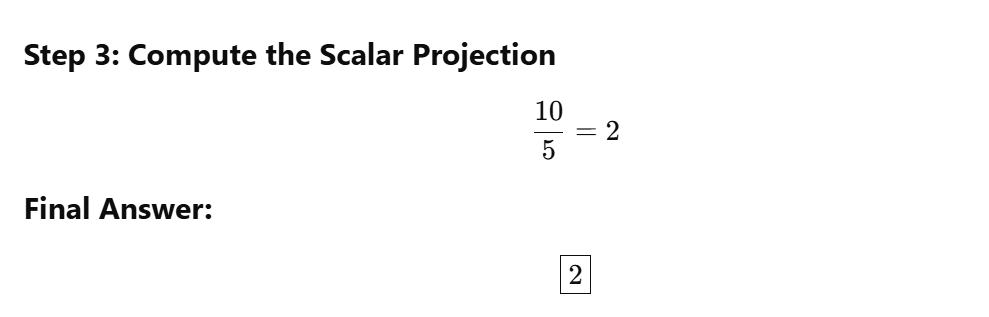 Step 3: Compute the Scalar Projection
10
5
= 2
Final Answer:
2